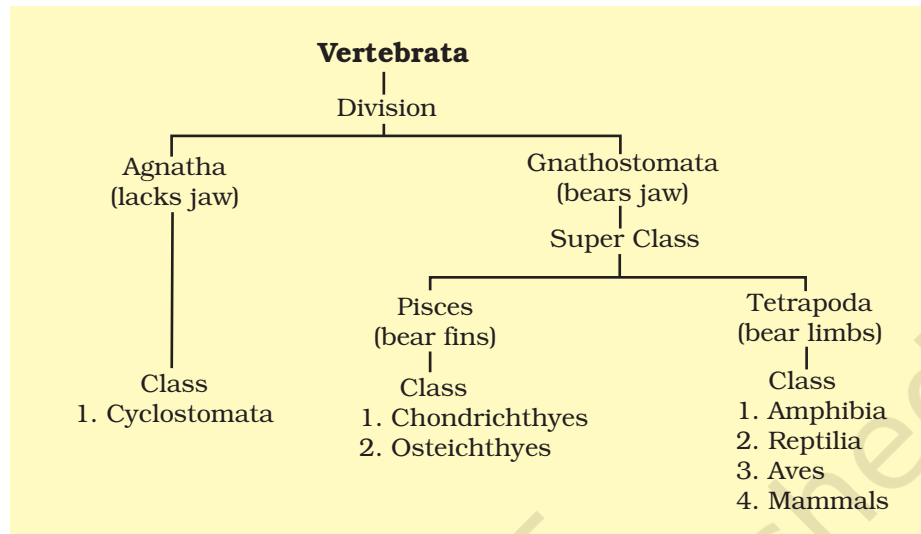 Vertebrata
Division
Agnatha
(lacks jaw)
Gnathostomata
(bears jaw)
Super Class
Pisces
(bear fins)
Tetrapoda
(bear limbs)
Class
1. Cyclostomata
Class
1. Chondrichthyes
2. Osteichthyes
Class
1. Amphibia
2. Reptilia
3. Aves
4. Mammals